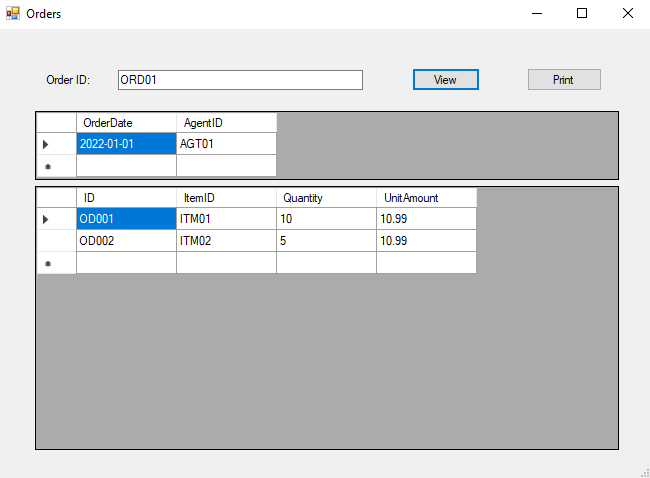 Orders
Order ID: ORD01 View Print
OrderDate AgentID
2022-01-01 AGT01
ID ItemID Quantity UnitAmount
OD001 ITM01 10 10.99
OD002 ITM02 5 10.99